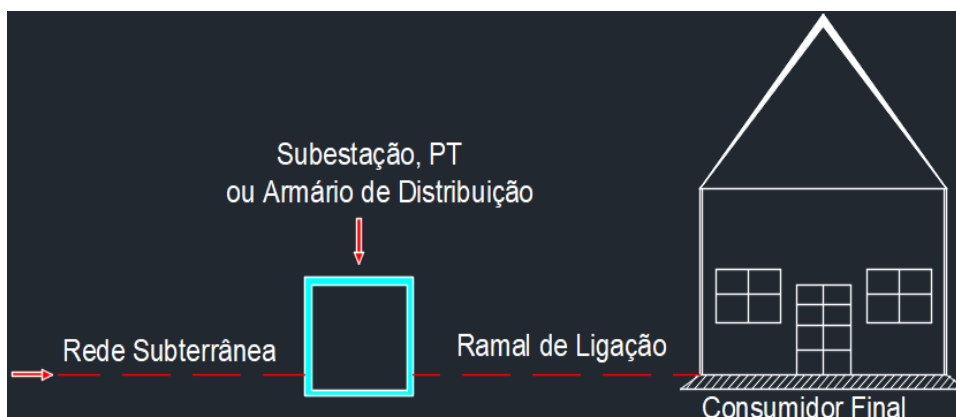 Subestação, PT
ou Armário de Distribuição
Rede Subterrânea
Ramal de Ligação
Consumidor Final